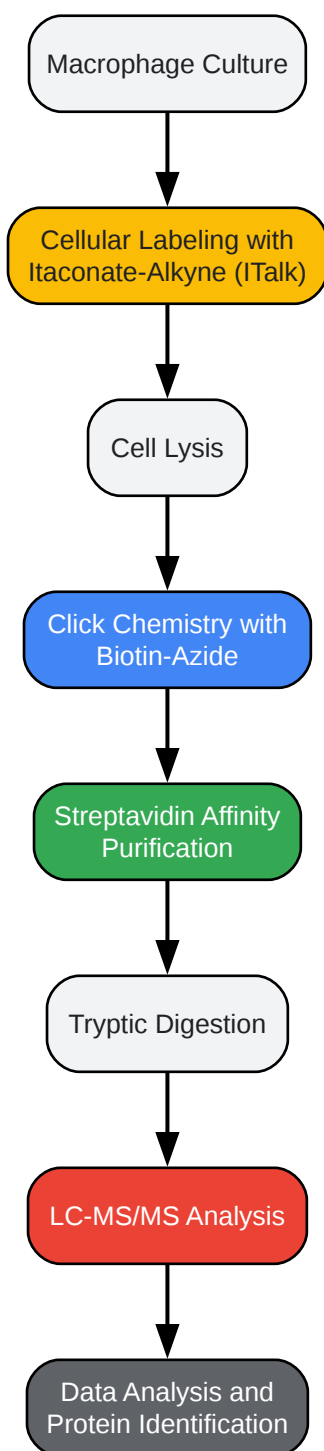 Macrophage Culture
Cellular Labeling with
Itaconate-Alkyne (ITalk)
Cell Lysis
Click Chemistry with
Biotin-Azide
Streptavidin Affinity
Purification
Tryptic Digestion
LC-MS/MS Analysis
Data Analysis and
Protein Identification